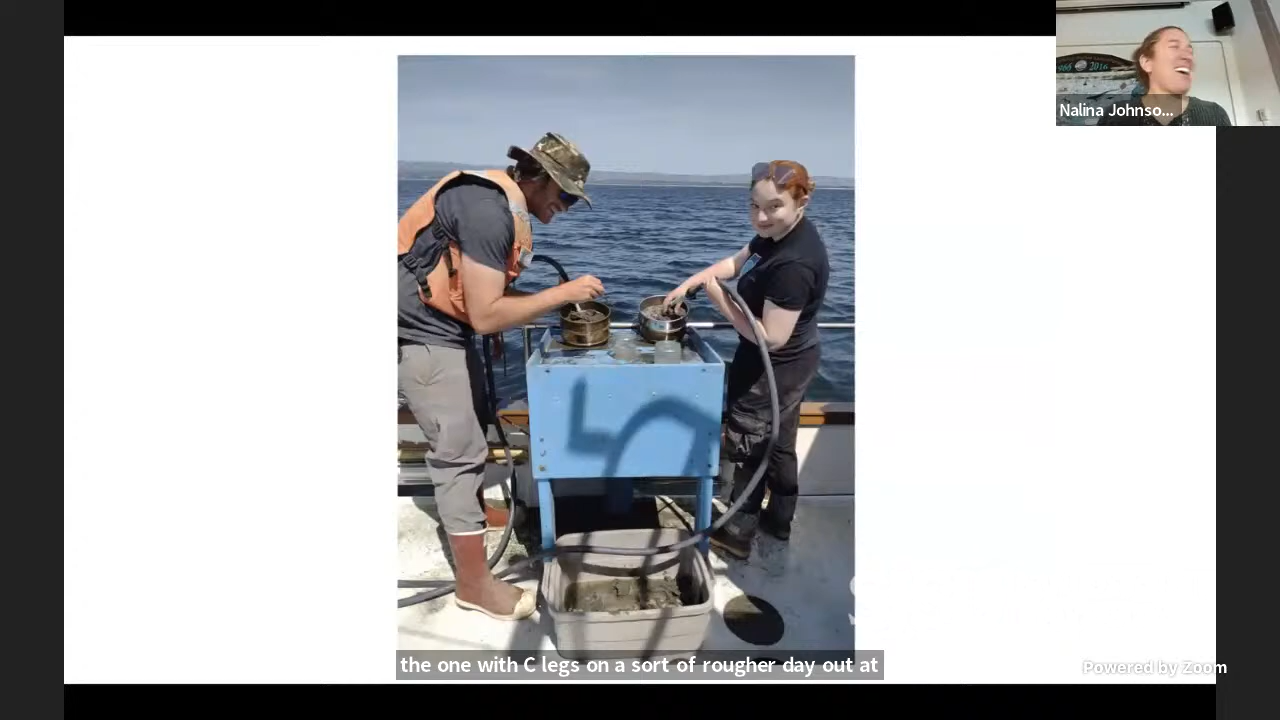 Nalina Johnso...
the one with C legs on a sort of rougher day out at
Powered by Zoom